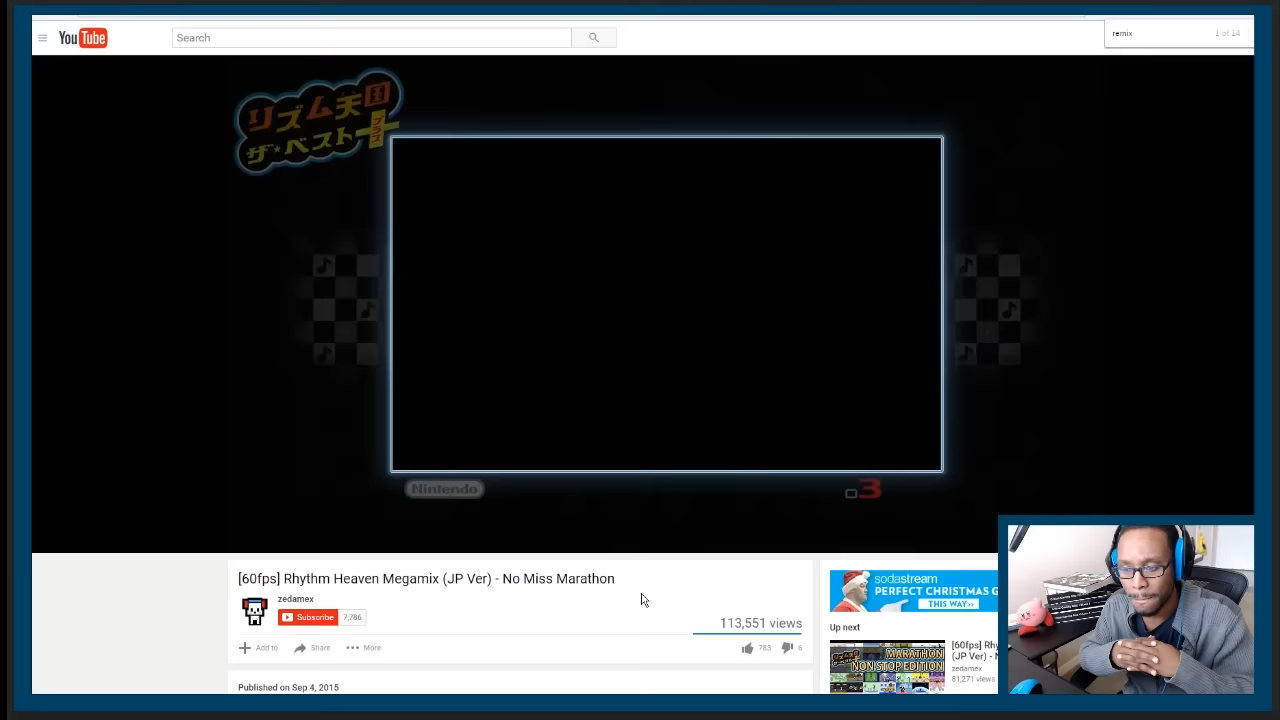 YouTube
Search
remix
1 of 14
リズム天国
ザ★ベスト+
プラス
Nintendo
3
[60fps] Rhythm Heaven Megamix (JP Ver) - No Miss Marathon
zedamex
Subscribe 7,786
113,551 views
Add to Share More
783 6
Published on Sep 4, 2015
sodastream
PERFECT CHRISTMAS G
THIS WAY>>
Up next
MARATHON
NON STOP EDITION
[60fps] Rhy
(JP Ver) - N
zedamex
81,271 views